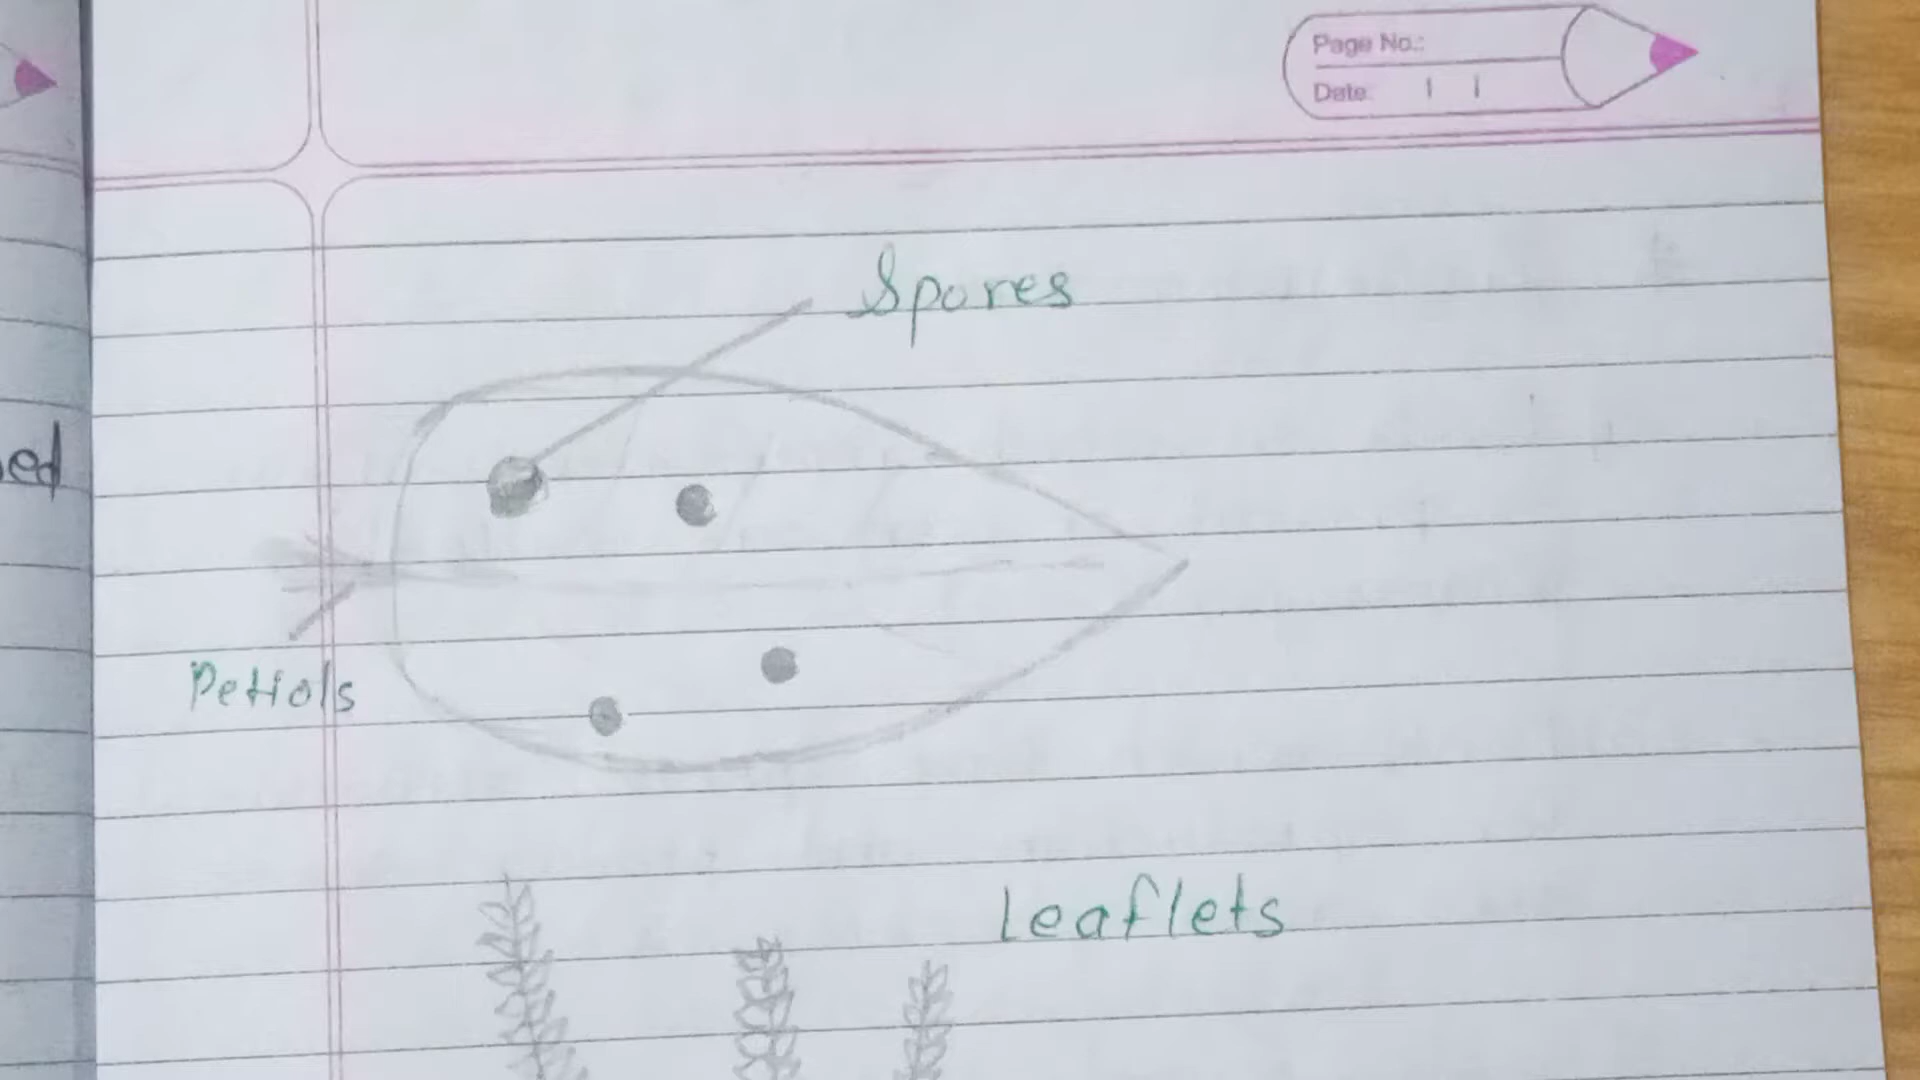 Page No.:
Date:
Spores
ed
Petiols
leaflets